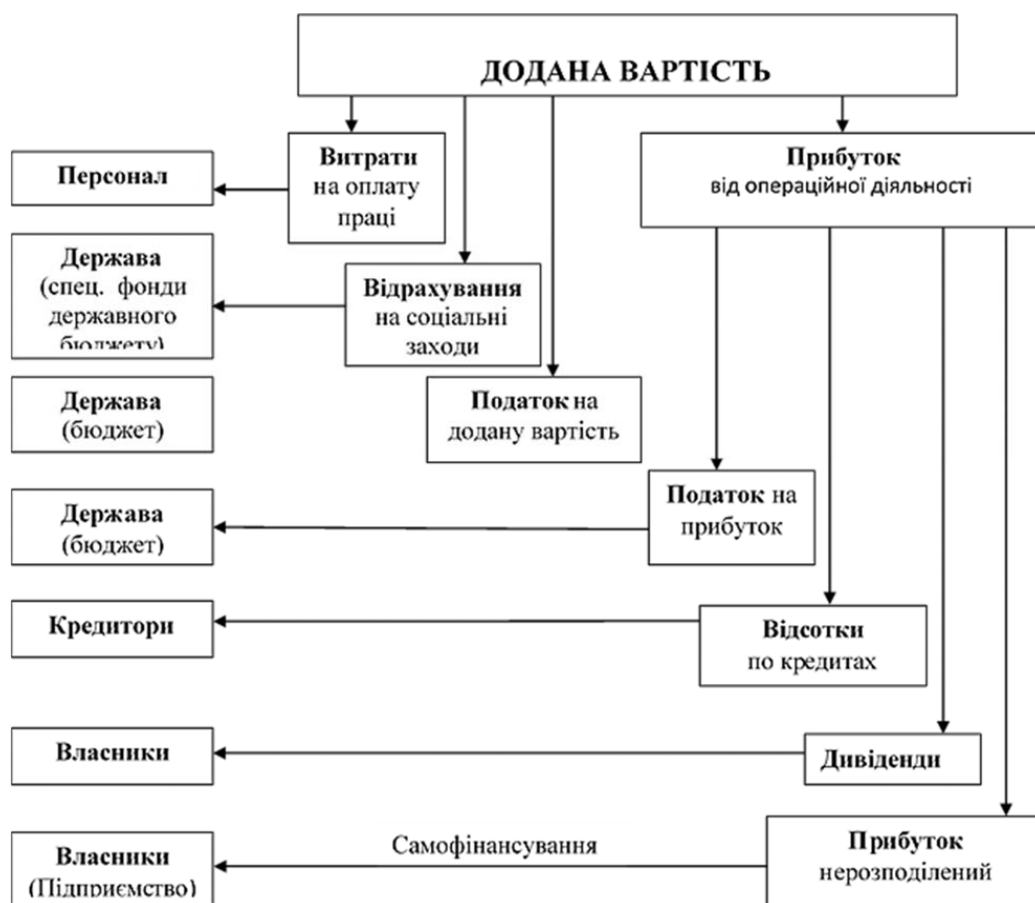 ДОДАНА ВАРТІСТЬ
Витрати
на оплату
праці
Прибуток
від операційної діяльності
Персонал
Держава
(спец. фонди
державного
бюджету)
Відрахування
на соціальні
заходи
Держава
(бюджет)
Податок на
додану вартість
Держава
(бюджет)
Податок на
прибуток
Кредитори
Відсотки
по кредитах
Власники
Дивіденди
Самофінансування
Власники
(Підприємство)
Прибуток
нерозподілений